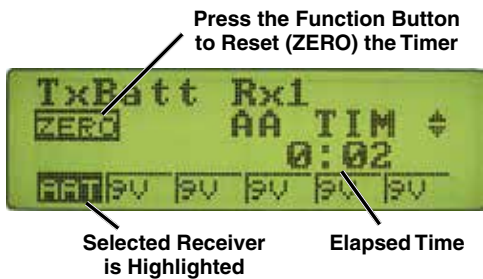 Press the Function Button
to Reset (ZERO) the Timer
TxBatt Rx1
ZERO AA TIM
0:02
AAT 9V 9V 9V 9V 9V
Selected Receiver
is Highlighted
Elapsed Time